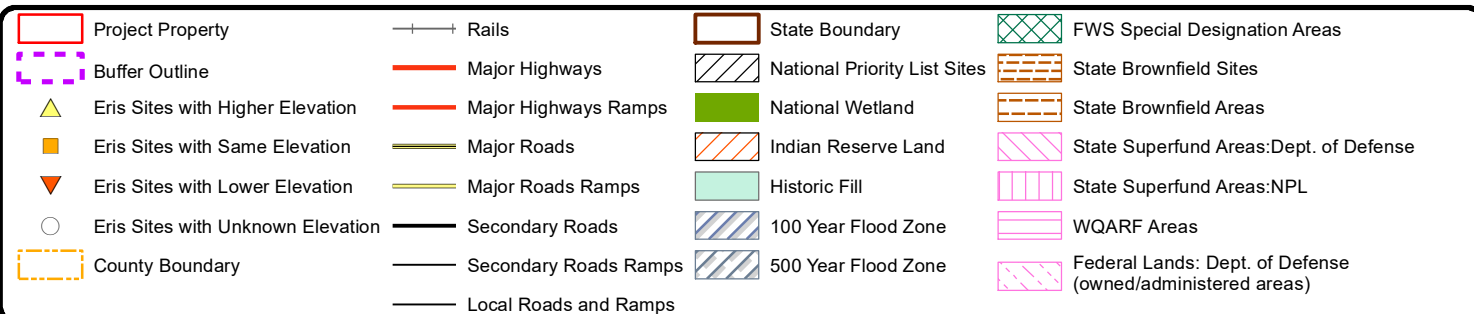 Project Property
Buffer Outline
Eris Sites with Higher Elevation
Eris Sites with Same Elevation
Eris Sites with Lower Elevation
Eris Sites with Unknown Elevation
County Boundary
Rails
Major Highways
Major Highways Ramps
Major Roads
Major Roads Ramps
Secondary Roads
Secondary Roads Ramps
Local Roads and Ramps
State Boundary
National Priority List Sites
National Wetland
Indian Reserve Land
Historic Fill
100 Year Flood Zone
500 Year Flood Zone
FWS Special Designation Areas
State Brownfield Sites
State Brownfield Areas
State Superfund Areas:Dept. of Defense
State Superfund Areas:NPL
WQARF Areas
Federal Lands: Dept. of Defense
(owned/administered areas)